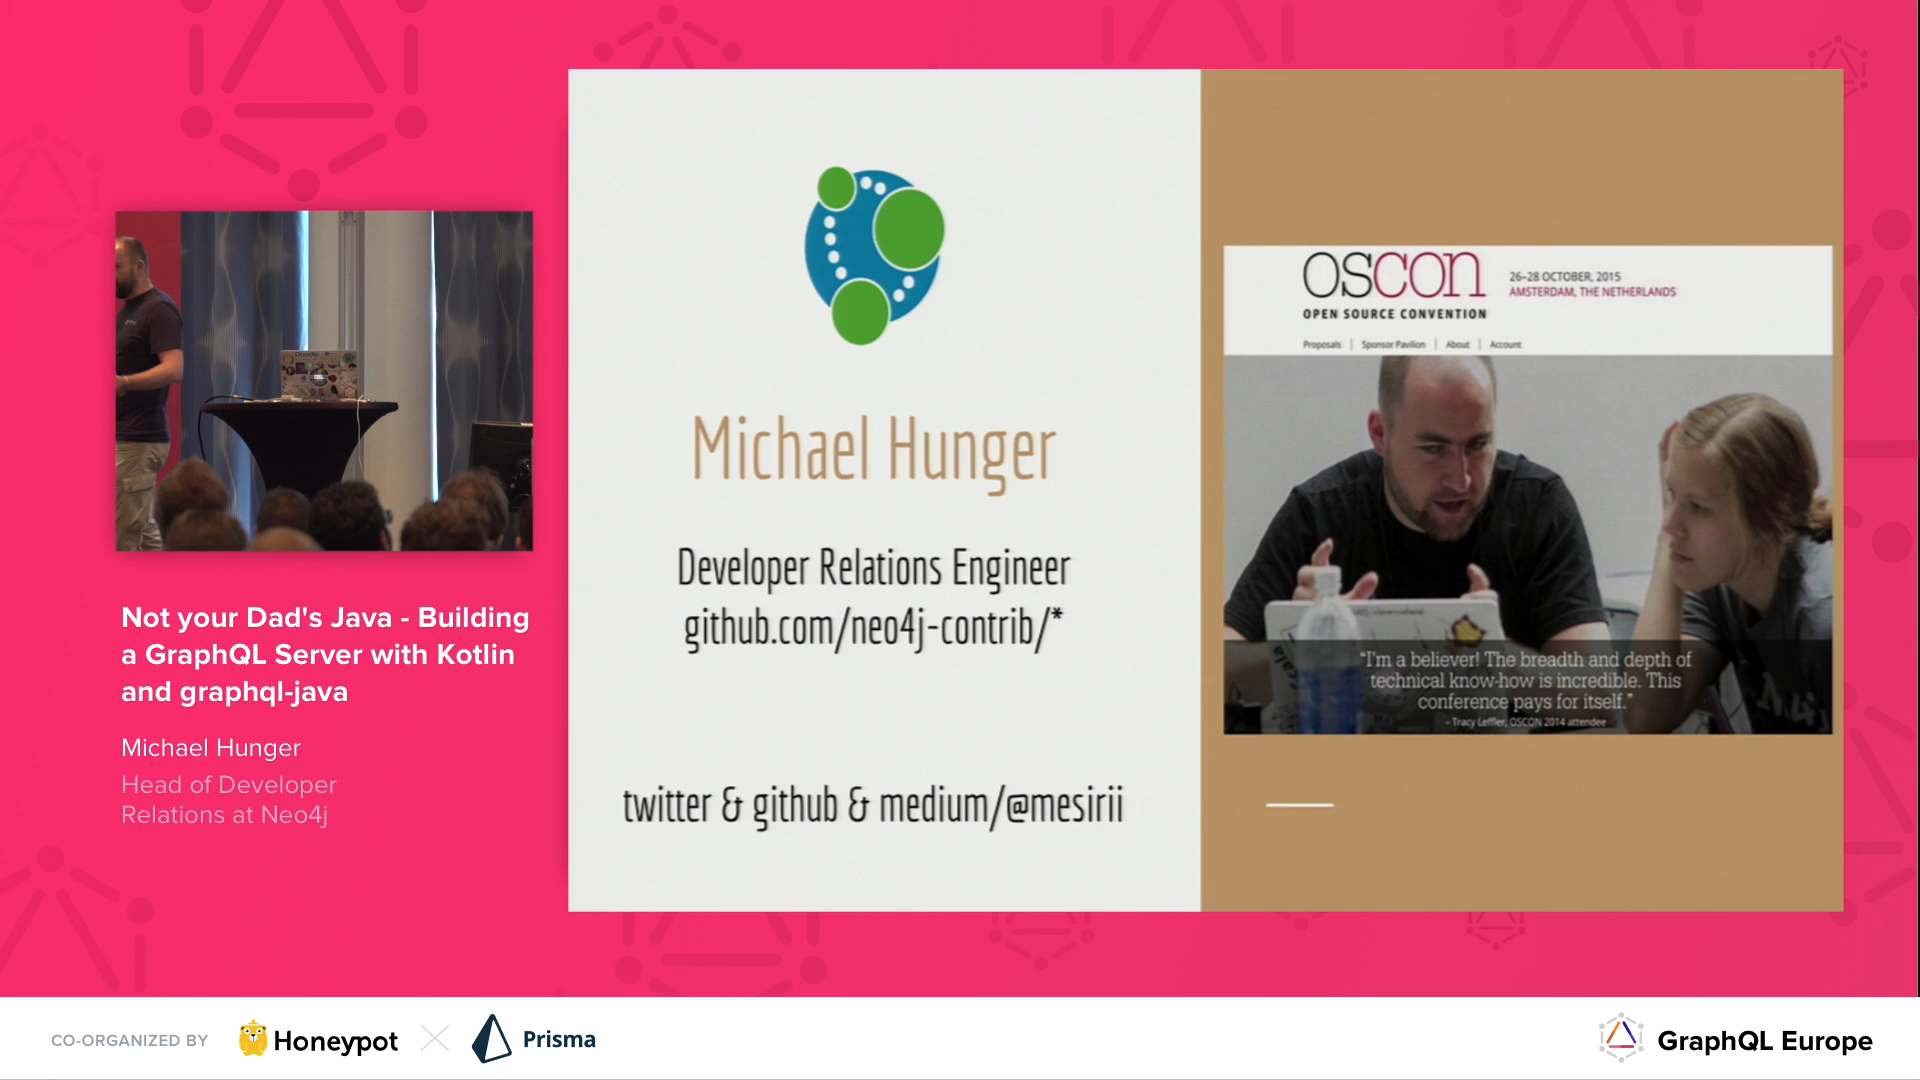 Not your Dad's Java - Building
a GraphQL Server with Kotlin
and graphql-java
Michael Hunger
Head of Developer
Relations at Neo4j
Michael Hunger
Developer Relations Engineer
github.com/neo4j-contrib/*
twitter & github & medium/@mesirii
OSCON
OPEN SOURCE CONVENTION
26–28 OCTOBER, 2015
AMSTERDAM, THE NETHERLANDS
Proposals | Sponsor Pavilion | About | Account
“I'm a believer! The breadth and depth of
technical know-how is incredible. This
conference pays for itself.”
– Tracy Leffler, OSCON 2014 attendee
CO-ORGANIZED BY
Honeypot
Prisma
GraphQL Europe